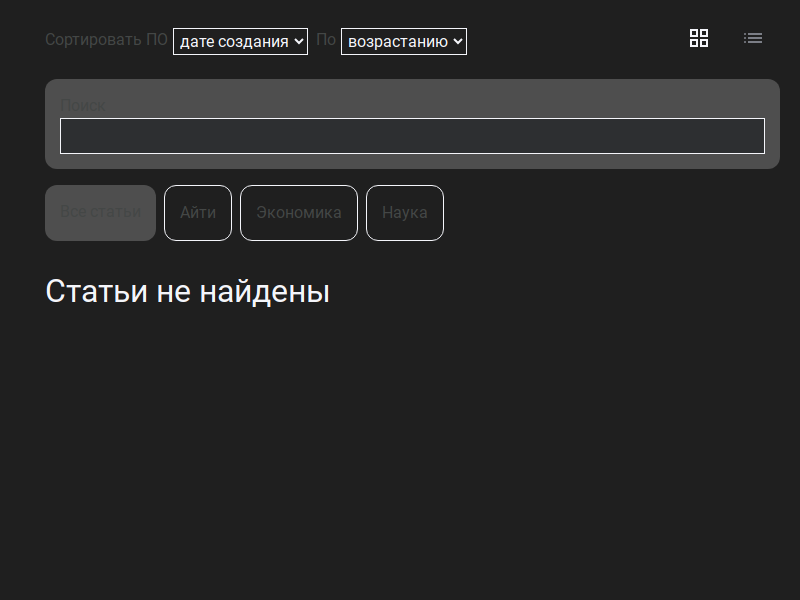 Сортировать ПО дате создания По возрастанию
Поиск
Все статьи Айти Экономика Наука
Статьи не найдены